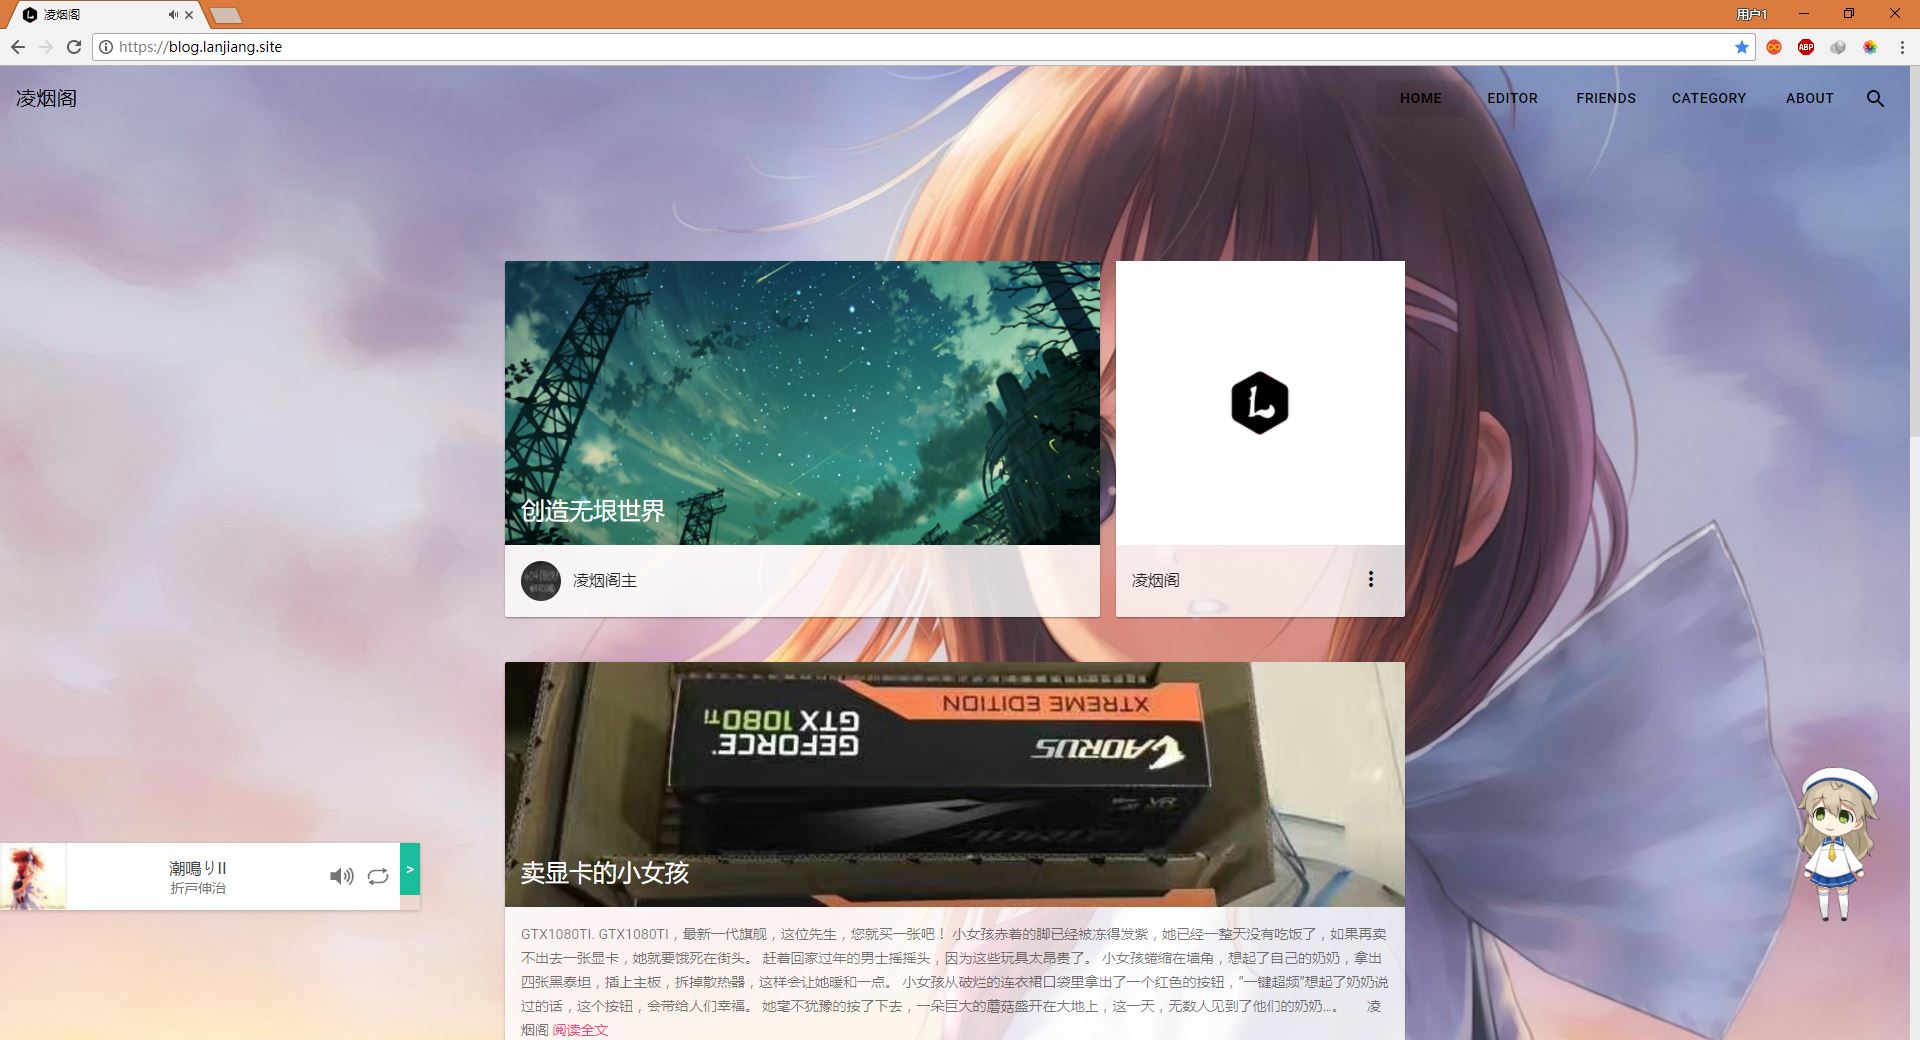 凌烟阁
用户1
https://blog.lanjiang.site
ABP
凌烟阁
HOME
EDITOR
FRIENDS
CATEGORY
ABOUT
L
创造无垠世界
凌烟阁主
凌烟阁
XTREME EDITION
GEFORCE
GTX 1080 Ti
AORUS
卖显卡的小女孩
潮鳴りII
折戸伸治
>
GTX1080TI. GTX1080TI，最新一代旗舰，这位先生，您就买一张吧！ 小女孩赤着的脚已经被冻得发紫，她已经一整天没有吃饭了，如果再卖
不出去一张显卡，她就要饿死在街头。 赶着回家过年的男士摇摇头，因为这些玩具太昂贵了。 小女孩蜷缩在墙角，想起了自己的奶奶，拿出
四张黑泰坦，插上主板，拆掉散热器，这样会让她暖和一点。 小女孩从破烂的连衣裙口袋里拿出了一个红色的按钮，“一键超频”想起了奶奶说
过的话，这个按钮，会带给人们幸福。 她毫不犹豫的按了下去，一朵巨大的蘑菇盛开在大地上，这一天，无数人见到了他们的奶奶...。 凌
烟阁 阅读全文